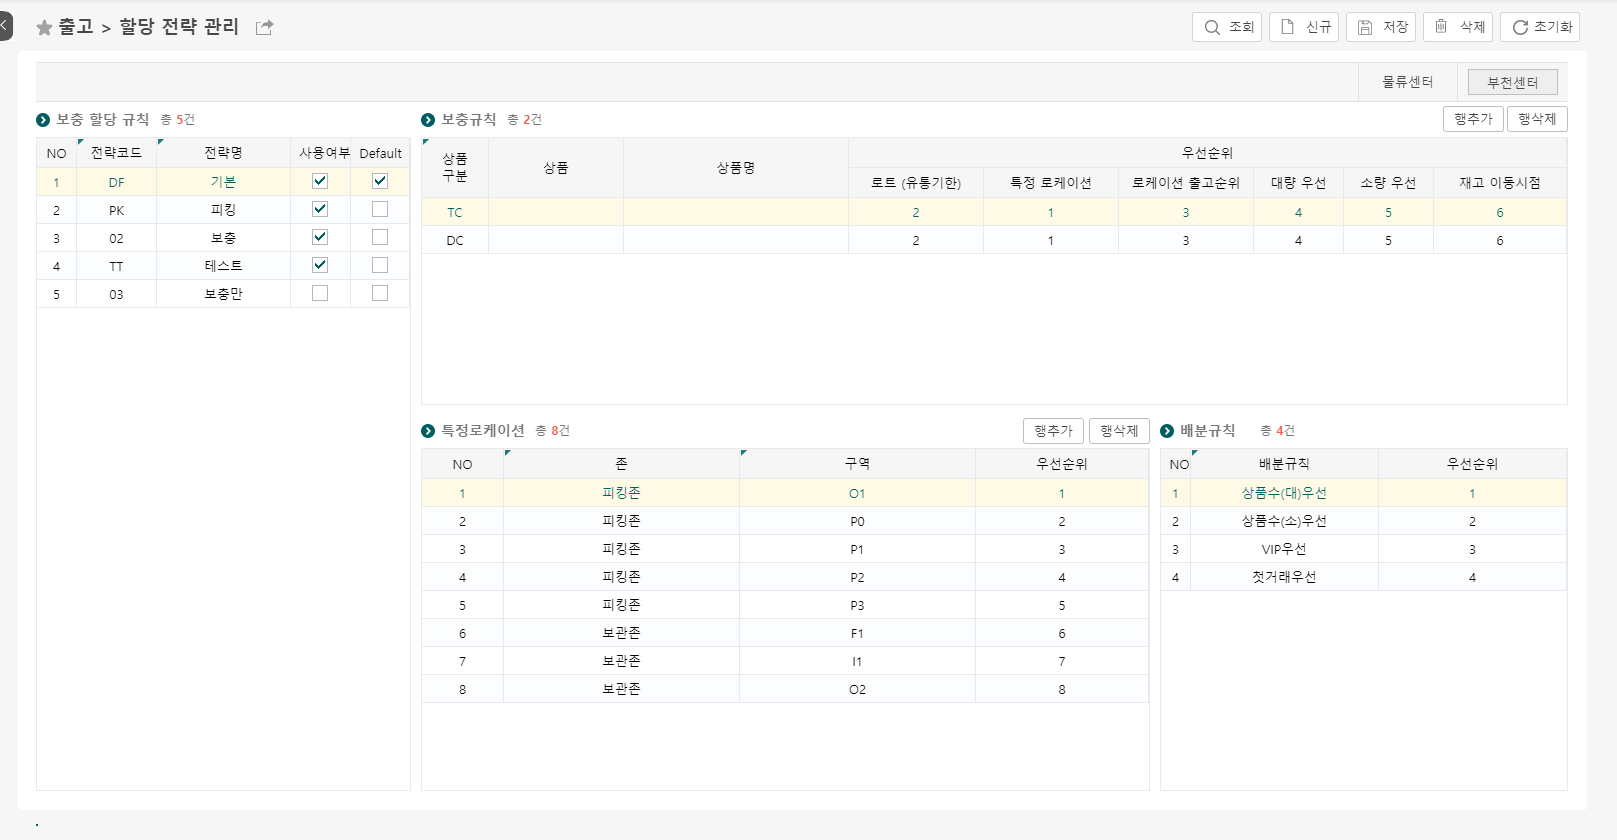 출고 > 할당 전략 관리
조회 신규 저장 삭제 초기화
물류센터 부천센터
보충 할당 규칙 총 5건
NO 전략코드 전략명 사용여부 Default
1 DF 기본
2 PK 피킹
3 02 보충
4 TT 테스트
5 03 보충만
보충규칙 총 2건 행추가 행삭제
상품구분 상품 상품명 우선순위
로트 (유통기한) 특정 로케이션 로케이션 출고순위 대량 우선 소량 우선 재고 이동시점
TC 2 1 3 4 5 6
DC 2 1 3 4 5 6
특정로케이션 총 8건 행추가 행삭제
NO 존 구역 우선순위
1 피킹존 O1 1
2 피킹존 P0 2
3 피킹존 P1 3
4 피킹존 P2 4
5 피킹존 P3 5
6 보관존 F1 6
7 보관존 I1 7
8 보관존 O2 8
배분규칙 총 4건
NO 배분규칙 우선순위
1 상품수(대)우선 1
2 상품수(소)우선 2
3 VIP우선 3
4 첫거래우선 4